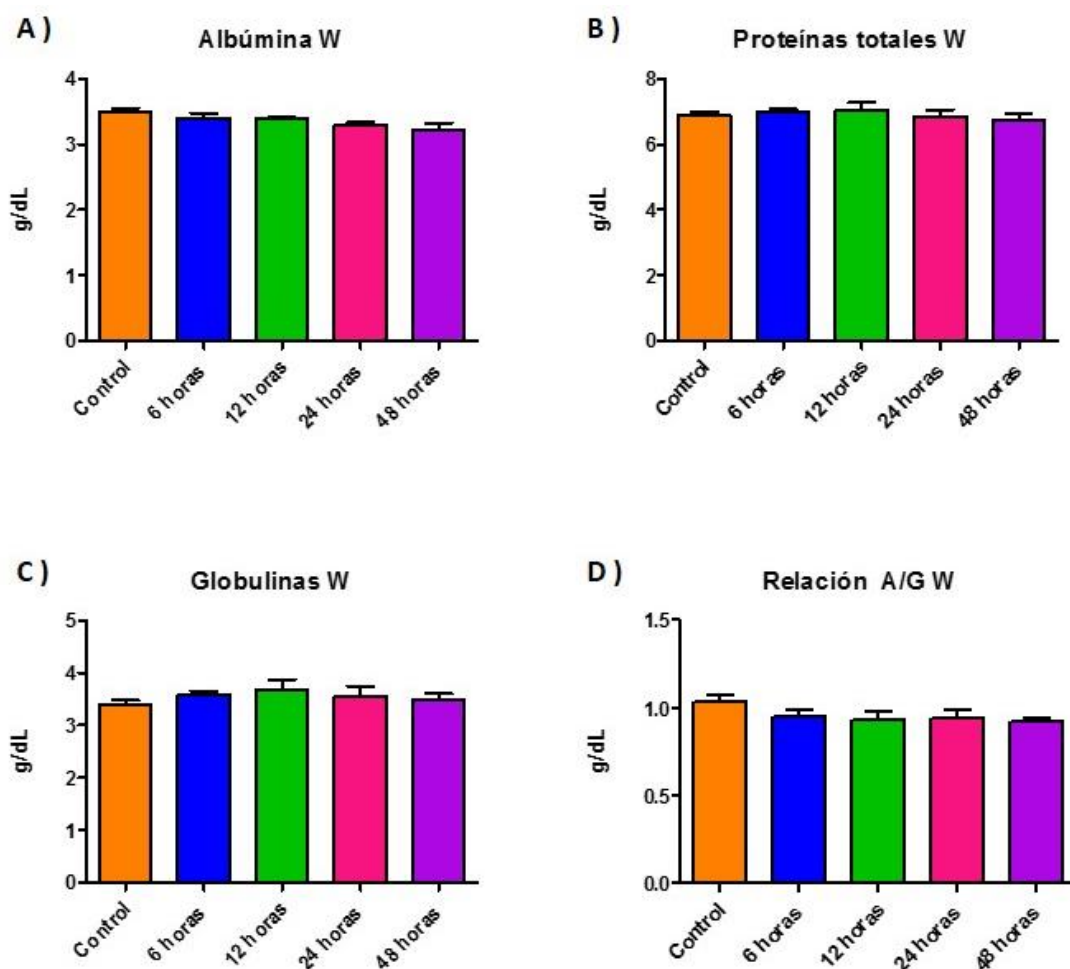 A )
Albúmina W
g/dL
4
3
2
1
0
Control
6 horas
12 horas
24 horas
48 horas
B )
Proteínas totales W
g/dL
8
6
4
2
0
Control
6 horas
12 horas
24 horas
48 horas
C )
Globulinas W
g/dL
5
4
3
2
1
0
Control
6 horas
12 horas
24 horas
48 horas
D )
Relación A/G W
g/dL
1.5
1.0
0.5
0.0
Control
6 horas
12 horas
24 horas
48 horas